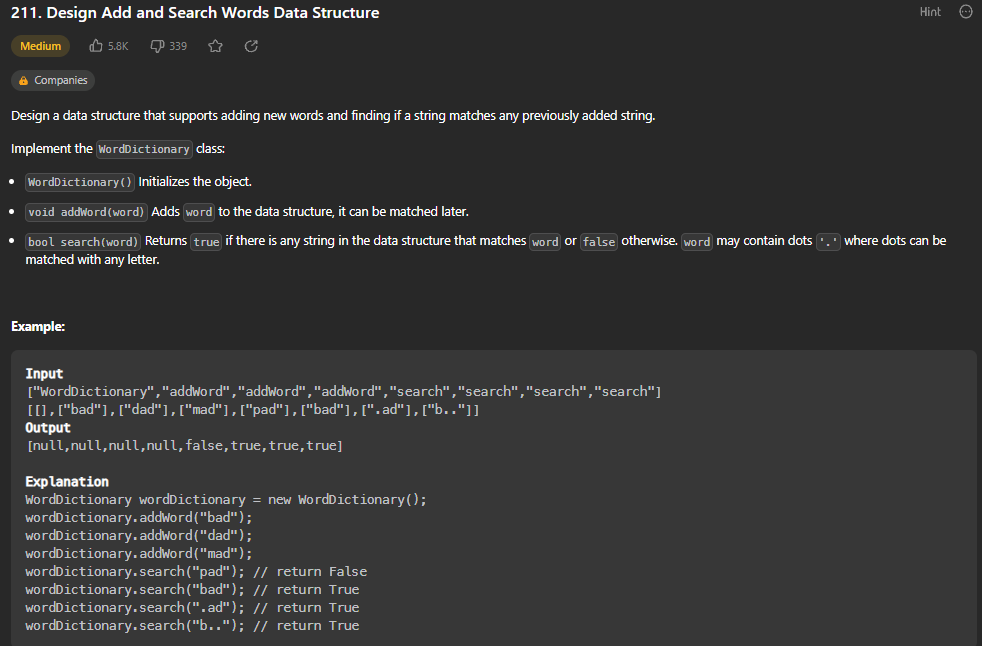 211. Design Add and Search Words Data Structure
Hint
Medium 5.8K 339
Companies
Design a data structure that supports adding new words and finding if a string matches any previously added string.
Implement the WordDictionary class:
• WordDictionary() Initializes the object.
• void addWord(word) Adds word to the data structure, it can be matched later.
• bool search(word) Returns true if there is any string in the data structure that matches word or false otherwise. word may contain dots '.' where dots can be
matched with any letter.
Example:
Input
["WordDictionary","addWord","addWord","addWord","search","search","search","search"]
[[],["bad"],["dad"],["mad"],["pad"],["bad"],[".ad"],["b.."]]
Output
[null,null,null,null,false,true,true,true]
Explanation
WordDictionary wordDictionary = new WordDictionary();
wordDictionary.addWord("bad");
wordDictionary.addWord("dad");
wordDictionary.addWord("mad");
wordDictionary.search("pad"); // return False
wordDictionary.search("bad"); // return True
wordDictionary.search(".ad"); // return True
wordDictionary.search("b.."); // return True